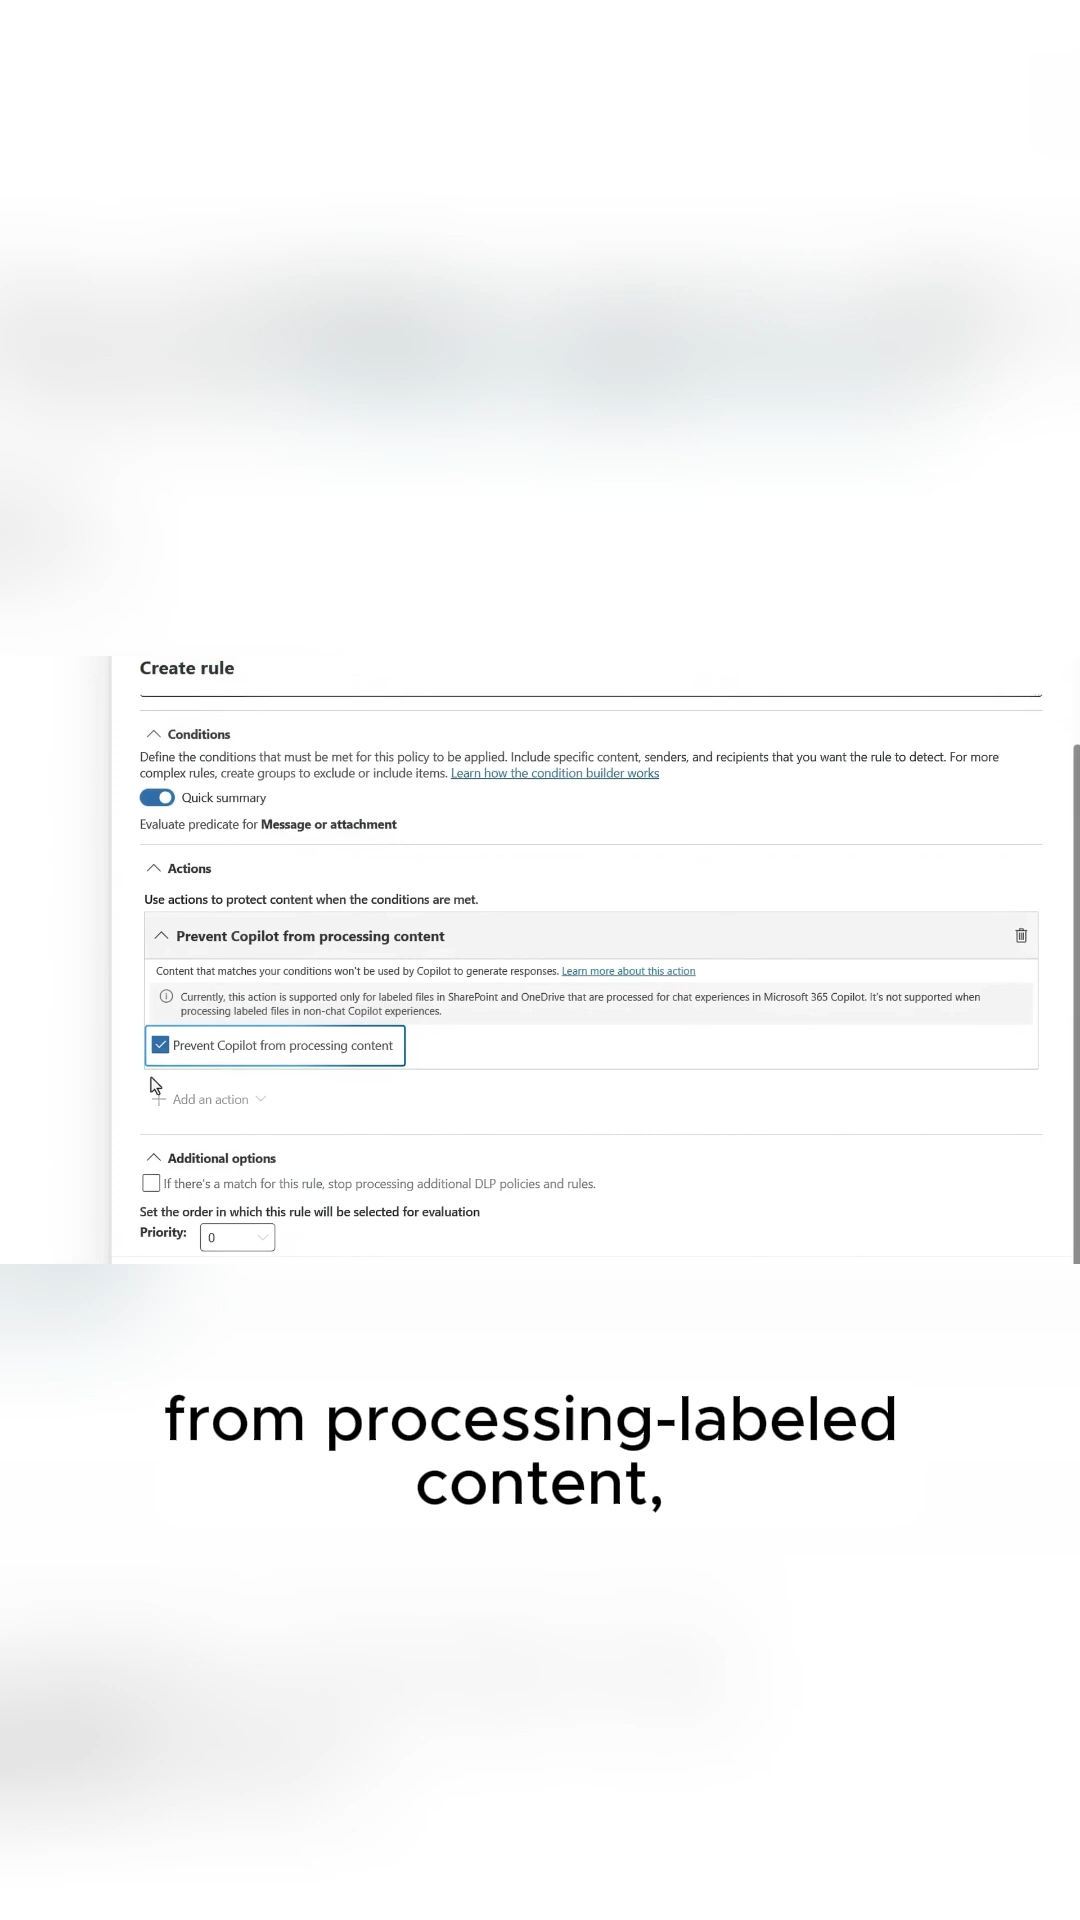 Create rule
Conditions
Define the conditions that must be met for this policy to be applied. Include specific content, senders, and recipients that you want the rule to detect. For more
complex rules, create groups to exclude or include items. Learn how the condition builder works
Quick summary
Evaluate predicate for Message or attachment
Actions
Use actions to protect content when the conditions are met.
Prevent Copilot from processing content
Content that matches your conditions won't be used by Copilot to generate responses. Learn more about this action
Currently, this action is supported only for labeled files in SharePoint and OneDrive that are processed for chat experiences in Microsoft 365 Copilot. It's not supported when
processing labeled files in non-chat Copilot experiences.
Prevent Copilot from processing content
Add an action
Additional options
If there's a match for this rule, stop processing additional DLP policies and rules.
Set the order in which this rule will be selected for evaluation
Priority: 0
from processing-labeled
content,